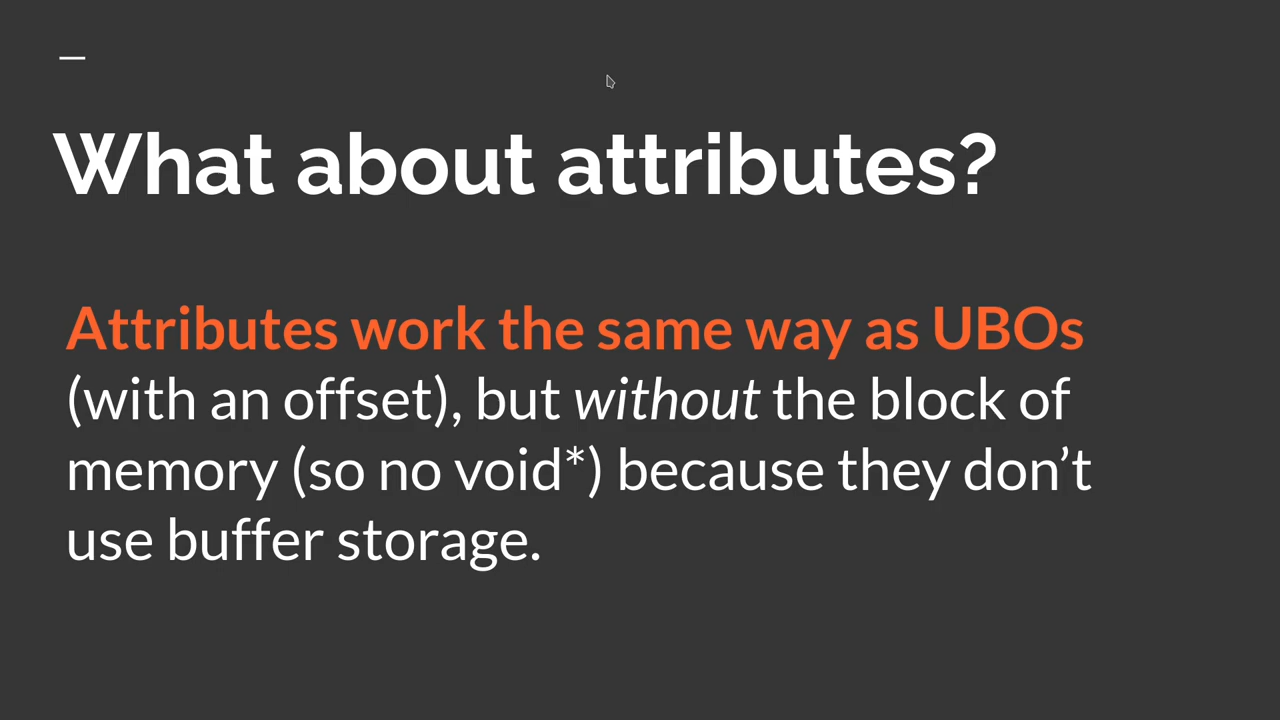 What about attributes?
Attributes work the same way as UBOs
(with an offset), but without the block of
memory (so no void*) because they don’t
use buffer storage.